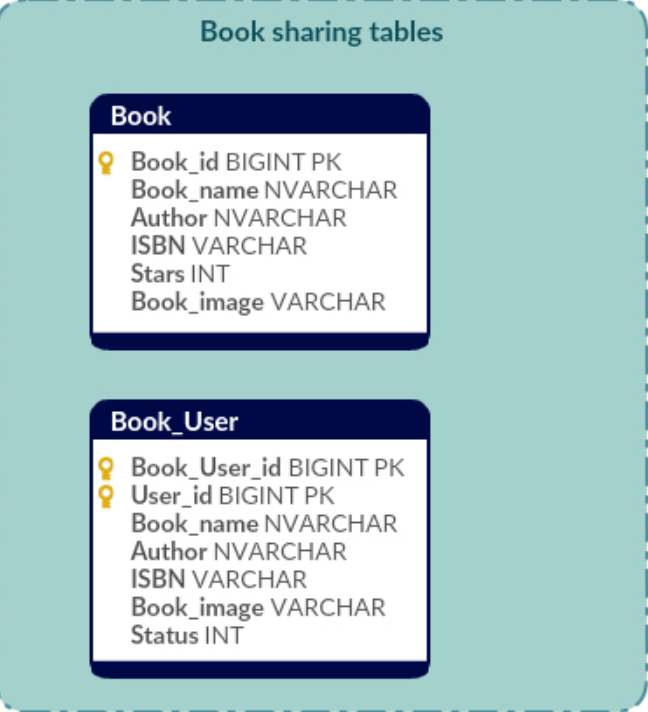 Book sharing tables
Book
Book_id BIGINT PK
Book_name NVARCHAR
Author NVARCHAR
ISBN VARCHAR
Stars INT
Book_image VARCHAR
Book_User
Book_User_id BIGINT PK
User_id BIGINT PK
Book_name NVARCHAR
Author NVARCHAR
ISBN VARCHAR
Book_image VARCHAR
Status INT